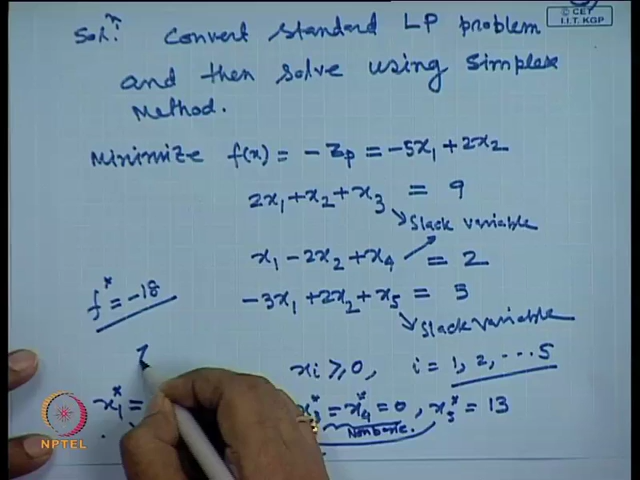 Solⁿ: Convert standard LP problem
© CET
I.I.T. KGP
and then solve using Simplex
Method.
Minimize f(x) = -Zp = -5x₁ + 2x₂
2x₁ + x₂ + x₃ = 9
Slack variable
x₁ - 2x₂ + x₄ = 2
-3x₁ + 2x₂ + x₅ = 3
Slack variable
f* = -18
xi ≥ 0, i = 1, 2, ... 5
x₁* = x₃* = x₄* = 0, x₅* = 13
Nonbasic
NPTEL